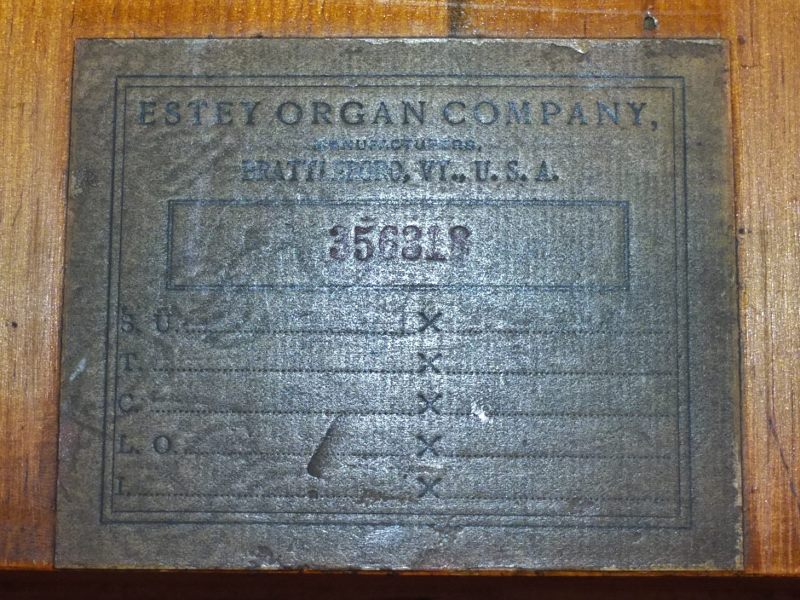 ESTEY ORGAN COMPANY,
MANUFACTURERS,
BRATTLEBORO, VT., U. S. A.
356318
S. U. X
T. X
C. X
L. O. X
I. X